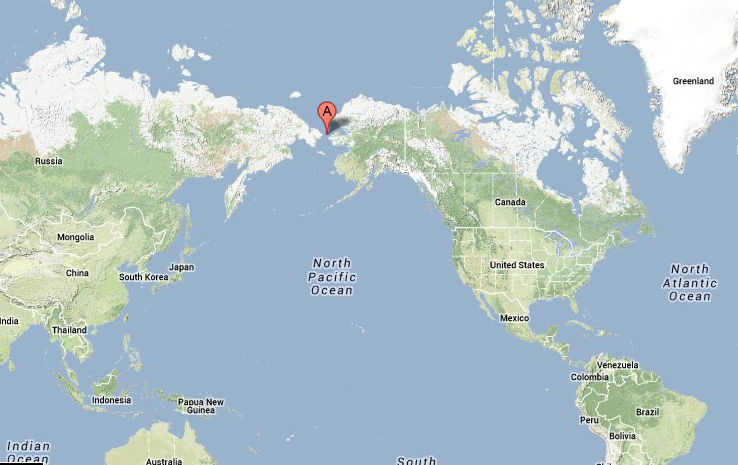 A
Greenland
Russia
Canada
Mongolia
North
Pacific
Ocean
United States
Japan
China
South Korea
North
Atlantic
Ocean
India
Thailand
Mexico
Venezuela
Colombia
Indonesia
Papua New
Guinea
Brazil
Peru
Bolivia
Indian
Ocean
Australia
South